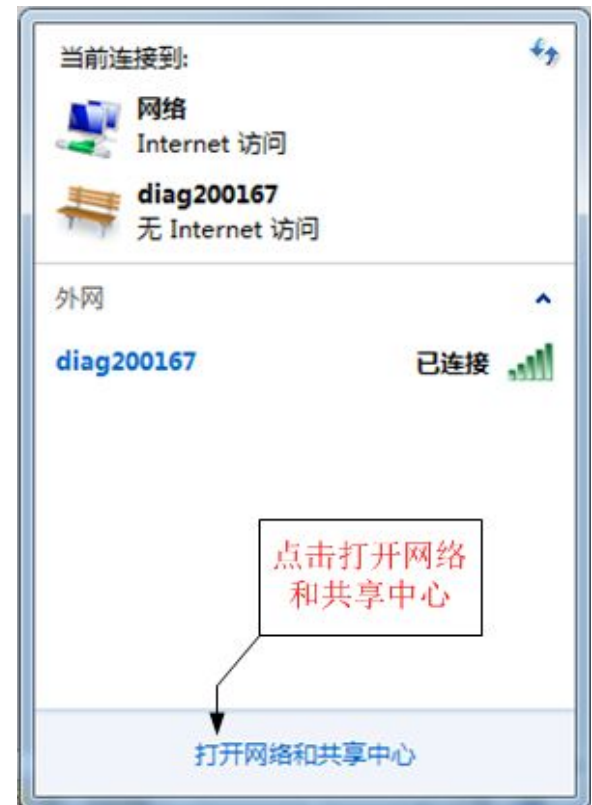 当前连接到:
网络
Internet 访问
diag200167
无 Internet 访问
外网
diag200167 已连接
点击打开网络
和共享中心
打开网络和共享中心